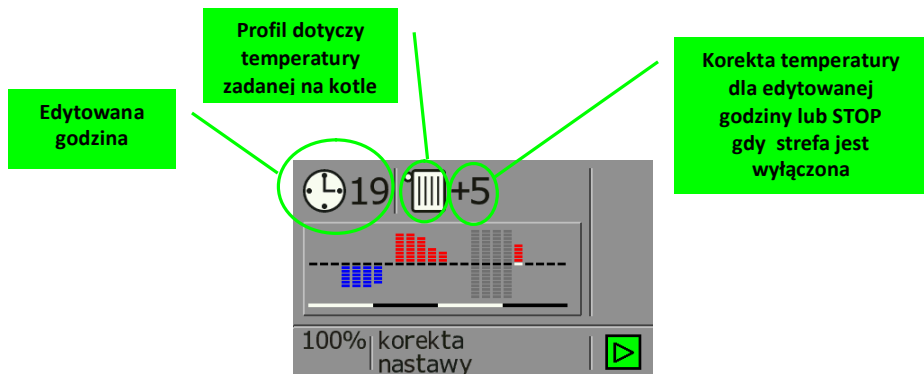 Profil dotyczy
temperatury
zadanej na kotle
Korekta temperatury
dla edytowanej
godziny lub STOP
gdy strefa jest
wyłączona
Edytowana
godzina
19
+5
100%
korekta
nastawy